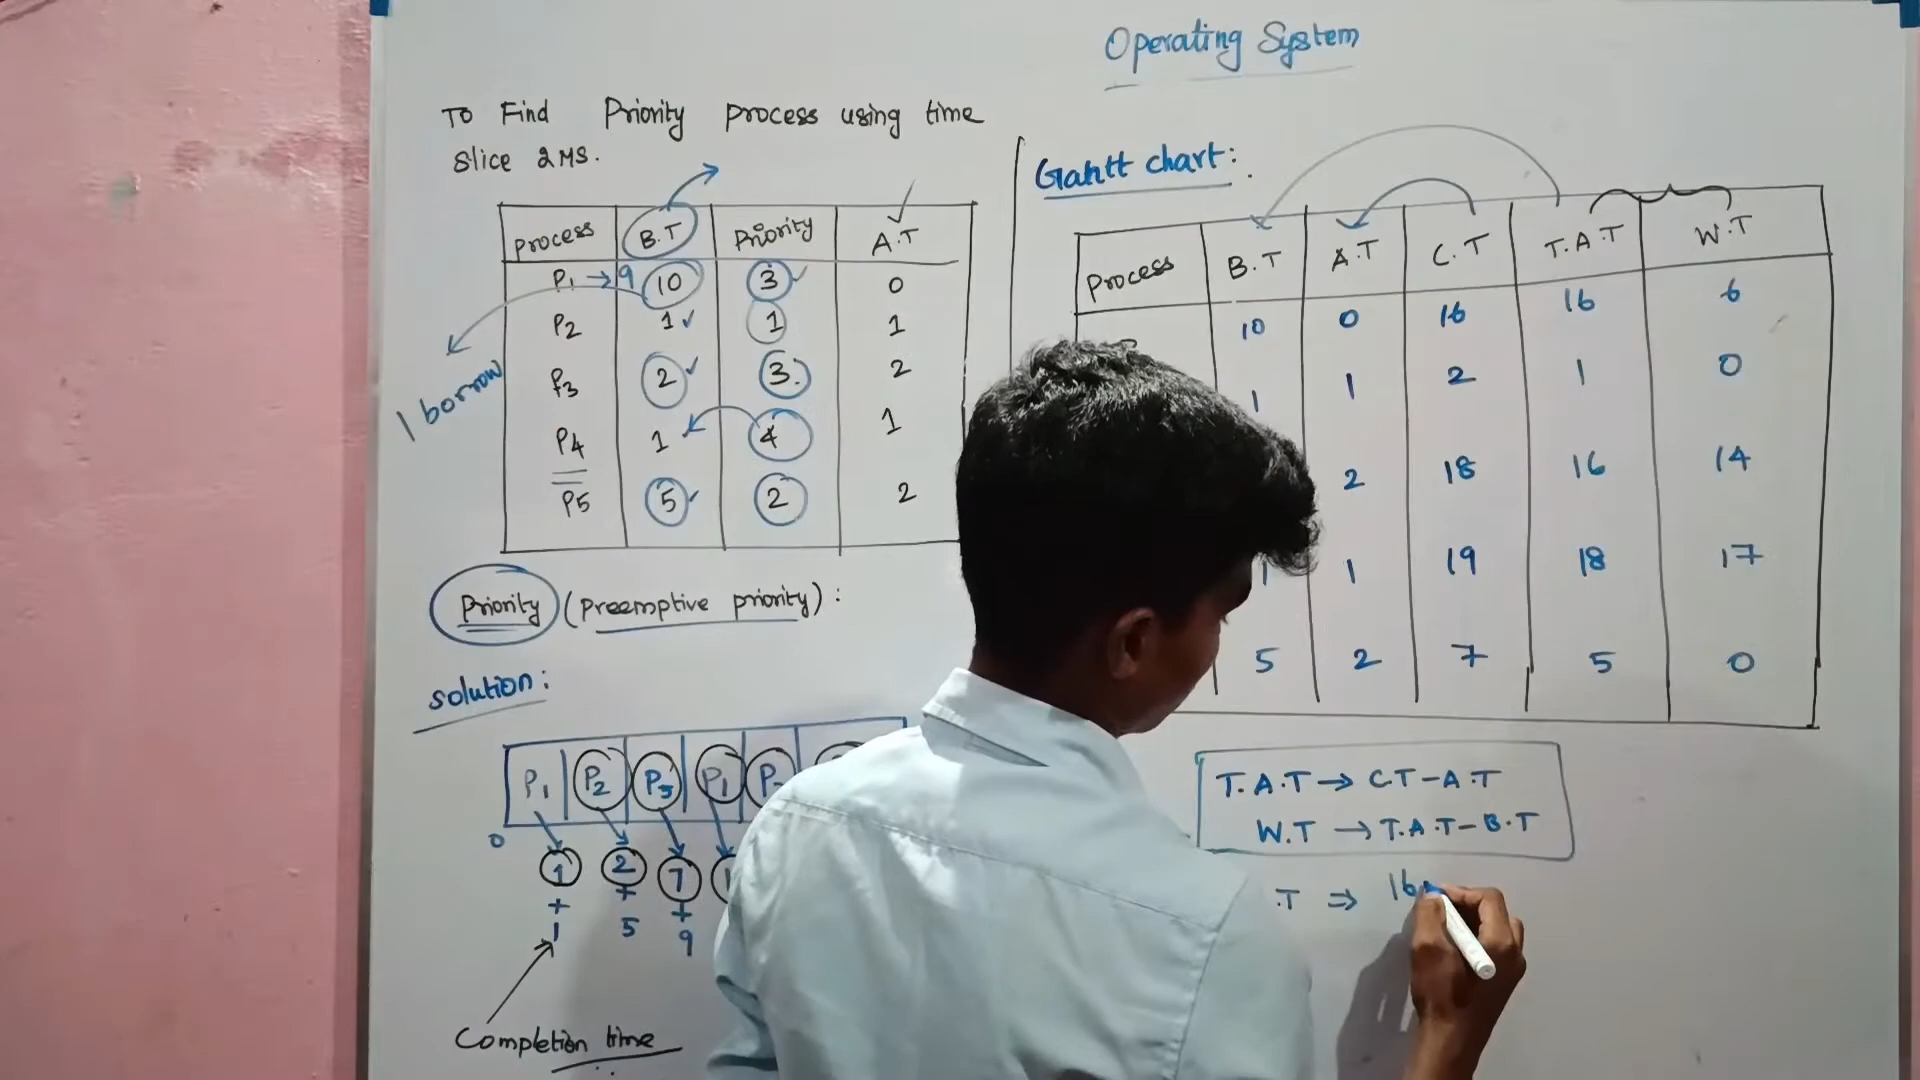 Operating System
To Find Priority process using time
slice 2MS.
process B.T Priority A.T
P1 → 9 10 3 0
P2 1 1 1
P3 2 3. 2
P4 1 4 1
P5 5 2 2
1 borrow
Priority (preemptive priority) :
solution:
P1 P2 P5 P1
0 1 2 7
+ + +
1 5 9
Completion time
Gantt chart:
process B.T A.T C.T T.A.T W.T
10 0 16 16 6
1 1 2 1 0
2 18 16 14
1 1 19 18 17
5 2 7 5 0
T.A.T → CT-A.T
W.T → T.A.T-B.T
.T ⇒ 16